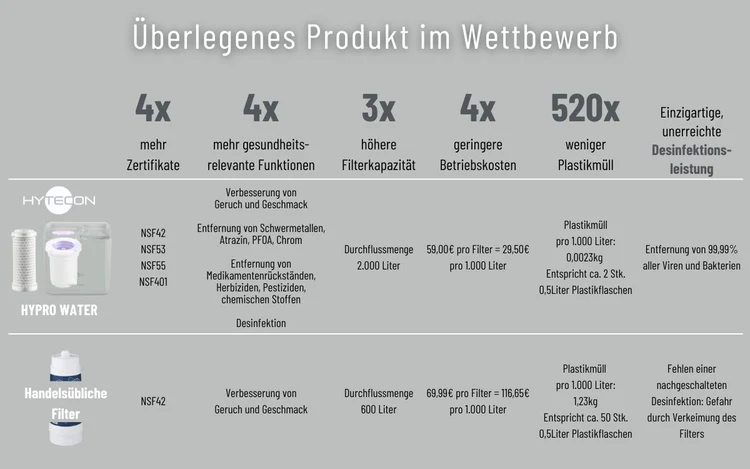 Überlegenes Produkt im Wettbewerb
4x
mehr
Zertifikate
4x
mehr gesundheits-
relevante Funktionen
3x
höhere
Filterkapazität
4x
geringere
Betriebskosten
520x
weniger
Plastikmüll
Einzigartige,
unerreichte
Desinfektions-
leistung
HYTECON
HYPRO WATER
NSF42
NSF53
NSF55
NSF401
Verbesserung von
Geruch und Geschmack
Entfernung von Schwermetallen,
Atrazin, PFOA, Chrom
Entfernung von
Medikamentenrückständen,
Herbiziden, Pestiziden,
chemischen Stoffen
Desinfektion
Durchflussmenge
2.000 Liter
59,00€ pro Filter = 29,50€
pro 1.000 Liter
Plastikmüll
pro 1.000 Liter:
0,0023kg
Entspricht ca. 2 Stk.
0,5Liter Plastikflaschen
Entfernung von 99,99%
aller Viren und Bakterien
Handelsübliche
Filter
NSF42
Verbesserung von
Geruch und Geschmack
Durchflussmenge
600 Liter
69,99€ pro Filter = 116,65€
pro 1.000 Liter
Plastikmüll
pro 1.000 Liter:
1,23kg
Entspricht ca. 50 Stk.
0,5Liter Plastikflaschen
Fehlen einer
nachgeschalteten
Desinfektion: Gefahr
durch Verkeimung des
Filters